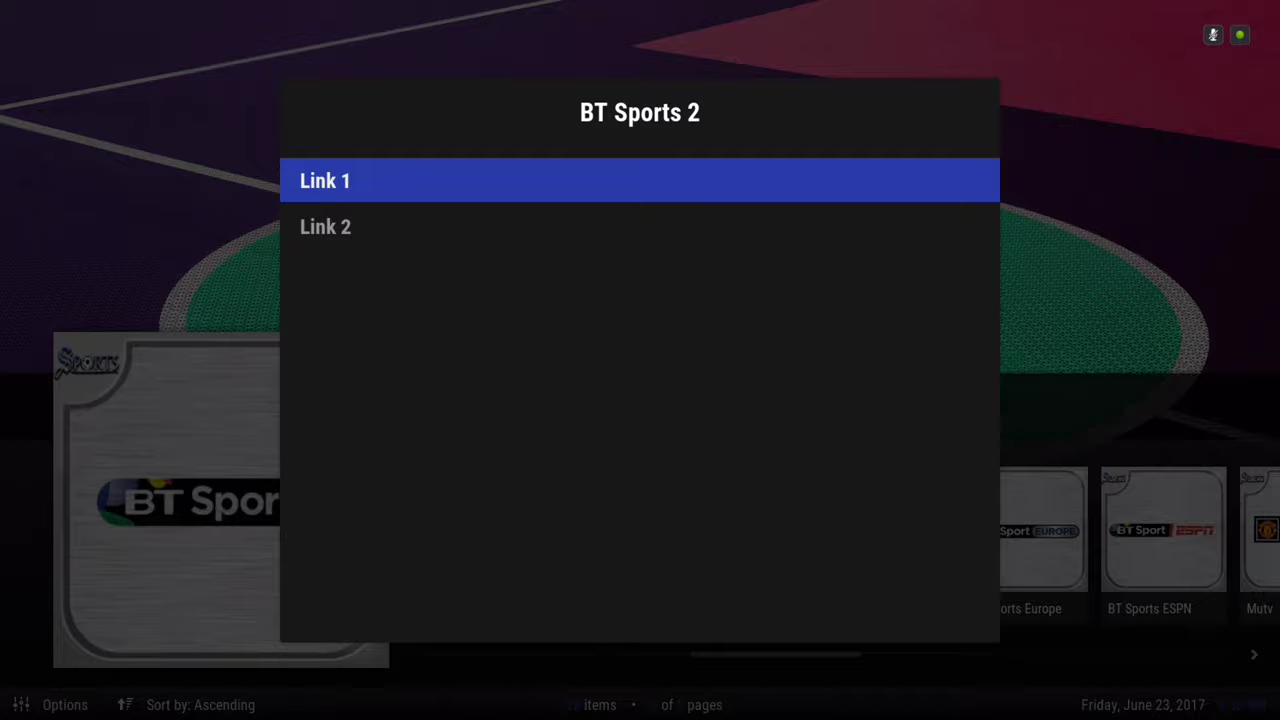 BT Sports 2
Link 1
Link 2
SPORTS
BT Spor
Sport EUROPE
BT Sport ESPN
orts Europe
BT Sports ESPN
Mutv
Options
Sort by: Ascending
items •
of
pages
Friday, June 23, 2017